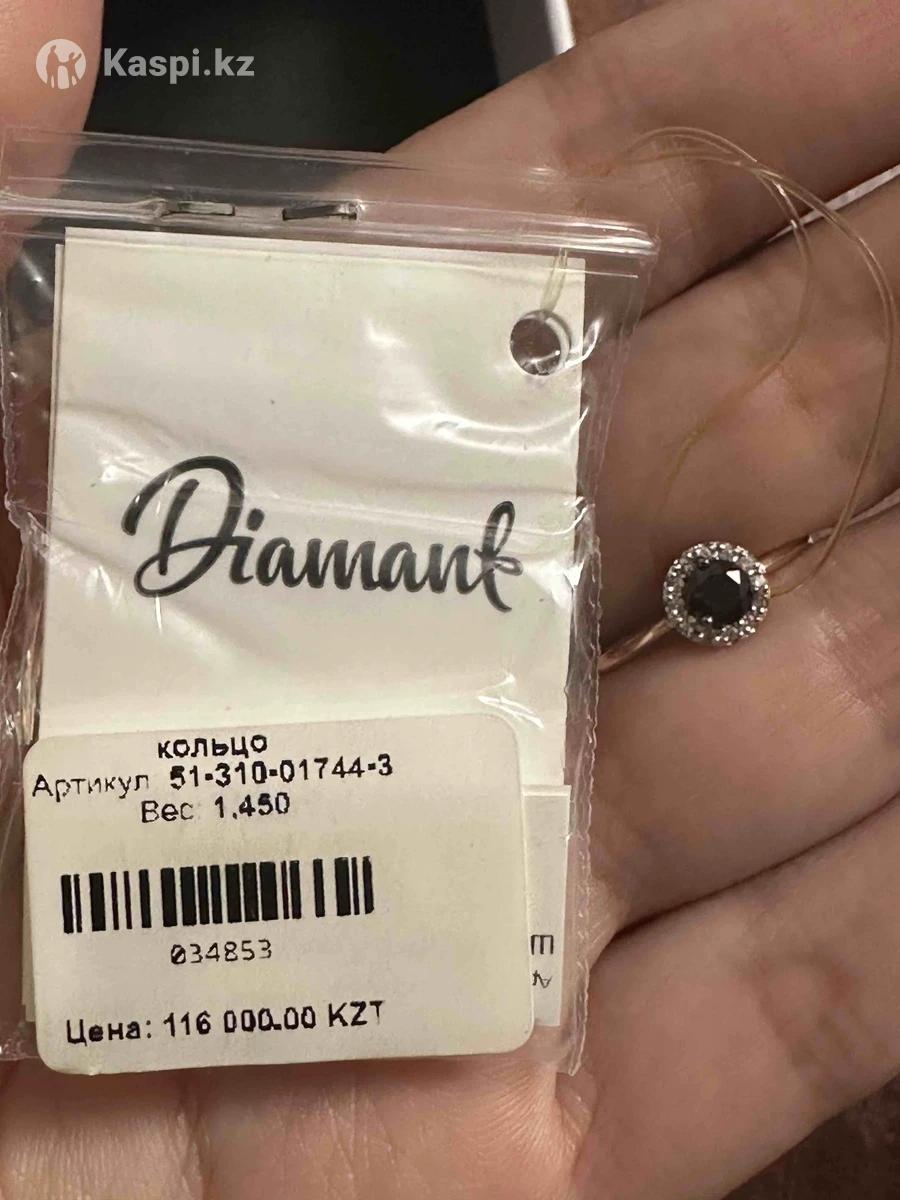 Kaspi.kz
Diamant
кольцо
Артикул 51-310-01744-3
Вес: 1,450
034853
Цена: 116 000.00 KZT